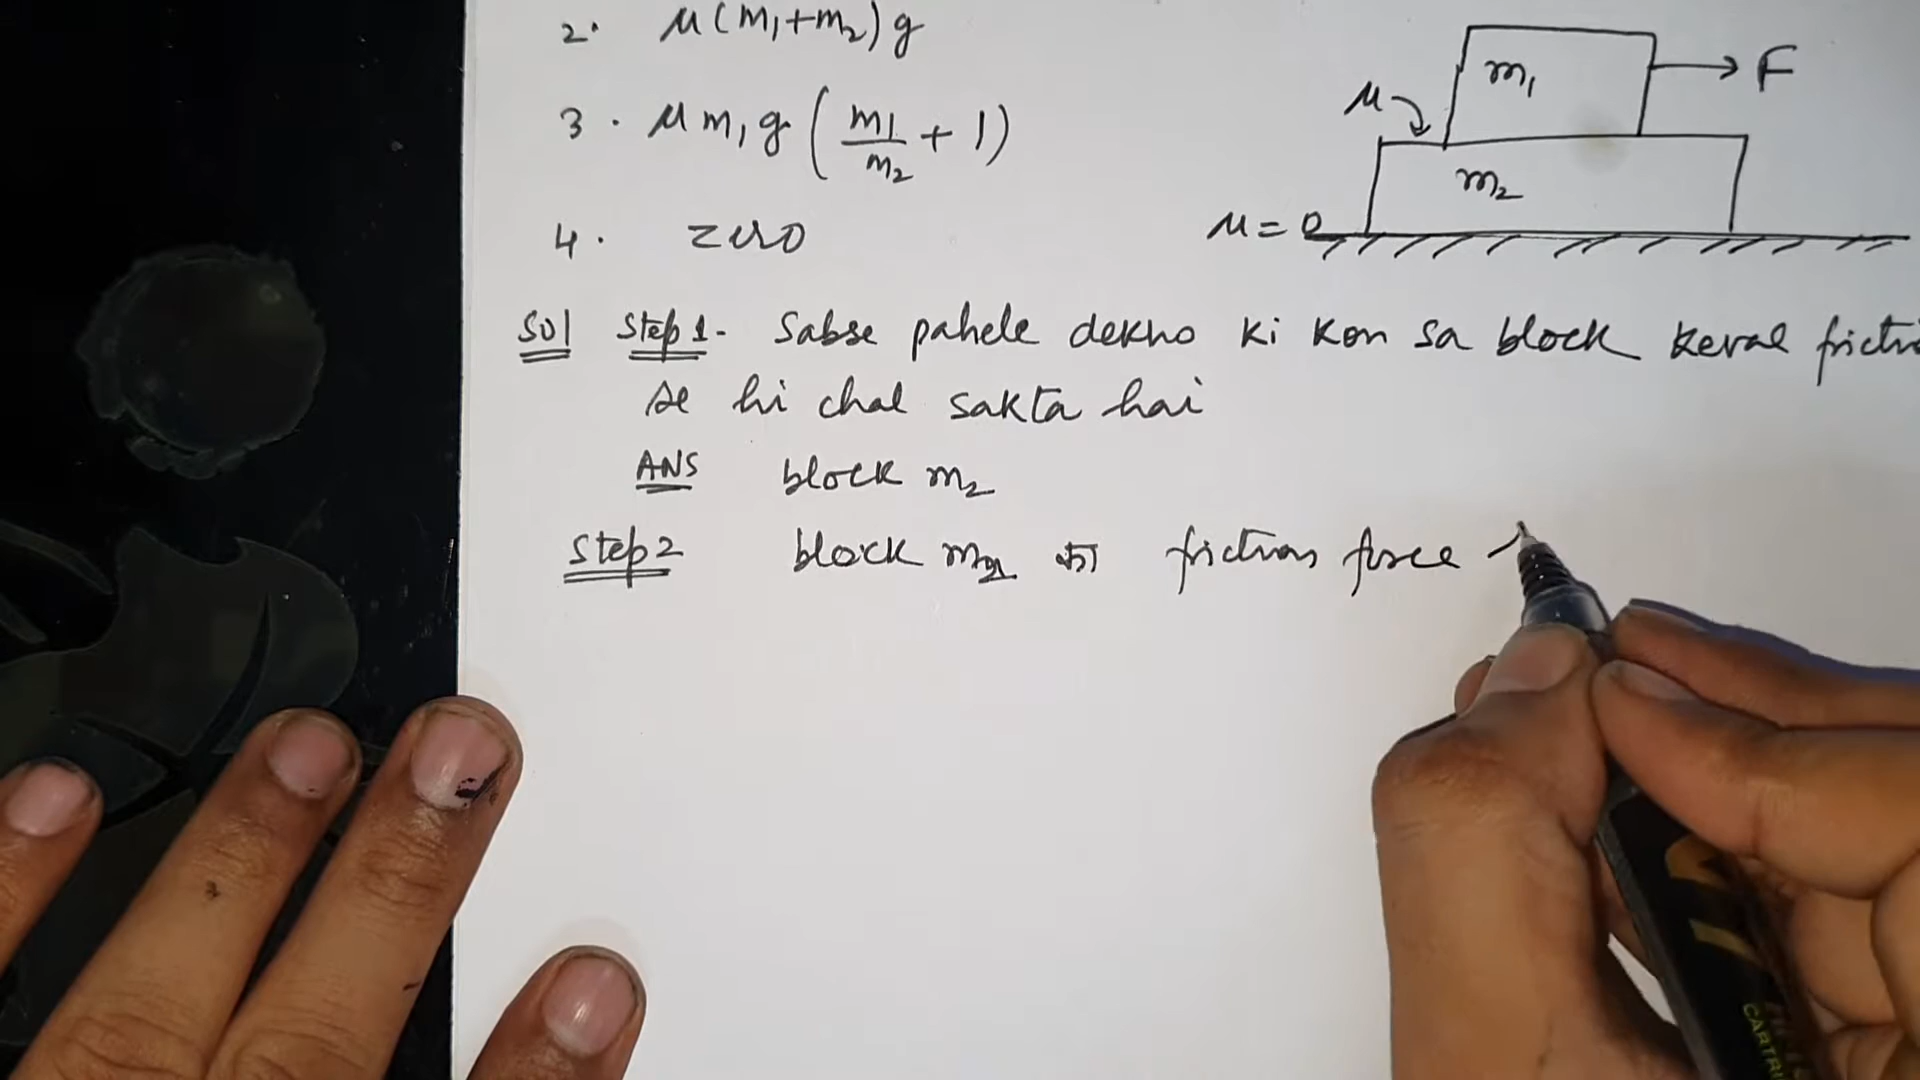 2. μ(m₁+m₂)g
3. μm₁g(m₁/m₂ + 1)
4. zero
m₁
F
μ
m₂
μ = 0
Sol Step 1- Sabse pahele dekho ki kon sa block keval frictio
se hi chal sakta hai
ANS block m₂
Step 2 block m₂ का friction force
CARTRI